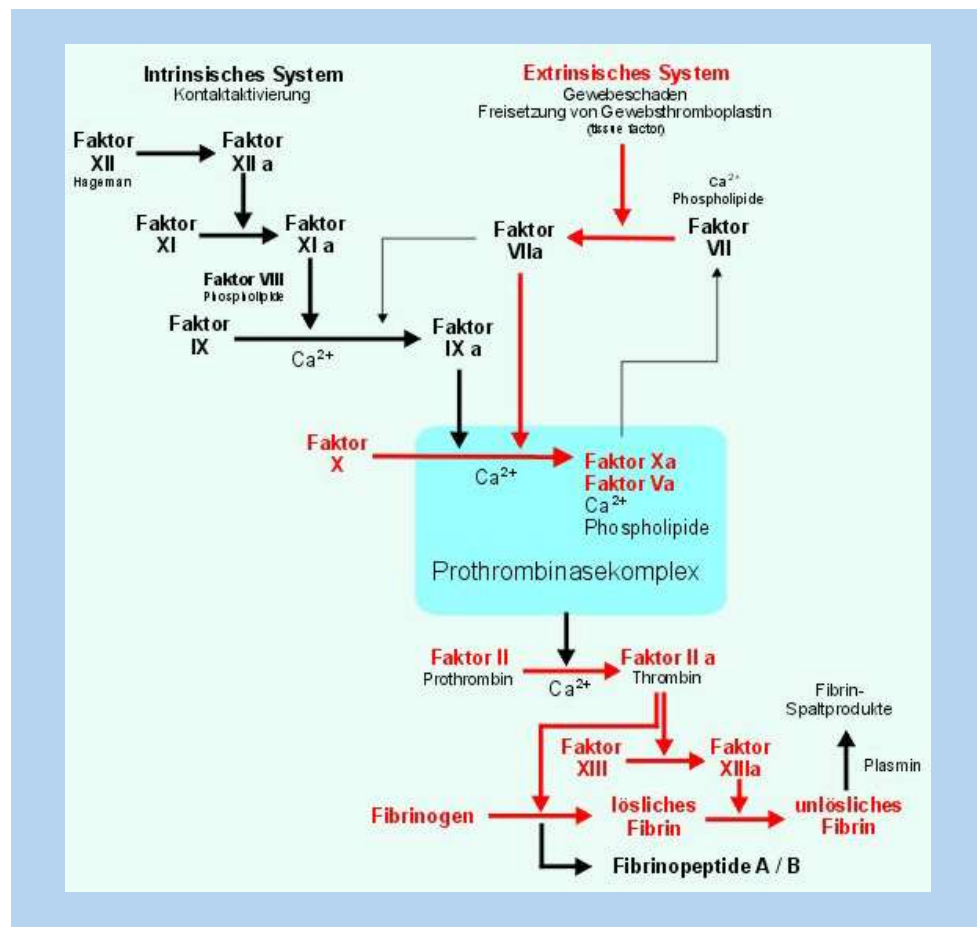 Intrinsisches System
Kontaktaktivierung
Extrinsisches System
Gewebeschaden
Freisetzung von Gewebsthromboplastin
(tissue factor)
Faktor
XII
Hageman
Faktor
XII a
Faktor
XI
Faktor
XI a
Faktor
VIIa
Ca2+
Phospholipide
Faktor
VII
Faktor VIII
Phospholipide
Faktor
IX
Ca2+
Faktor
IX a
Faktor
X
Ca2+
Faktor Xa
Faktor Va
Ca2+
Phospholipide
Prothrombinasekomplex
Faktor II
Prothrombin
Ca2+
Faktor II a
Thrombin
Fibrin-
Spaltprodukte
Faktor
XIII
Faktor
XIIIa
Plasmin
Fibrinogen
lösliches
Fibrin
unlösliches
Fibrin
Fibrinopeptide A / B